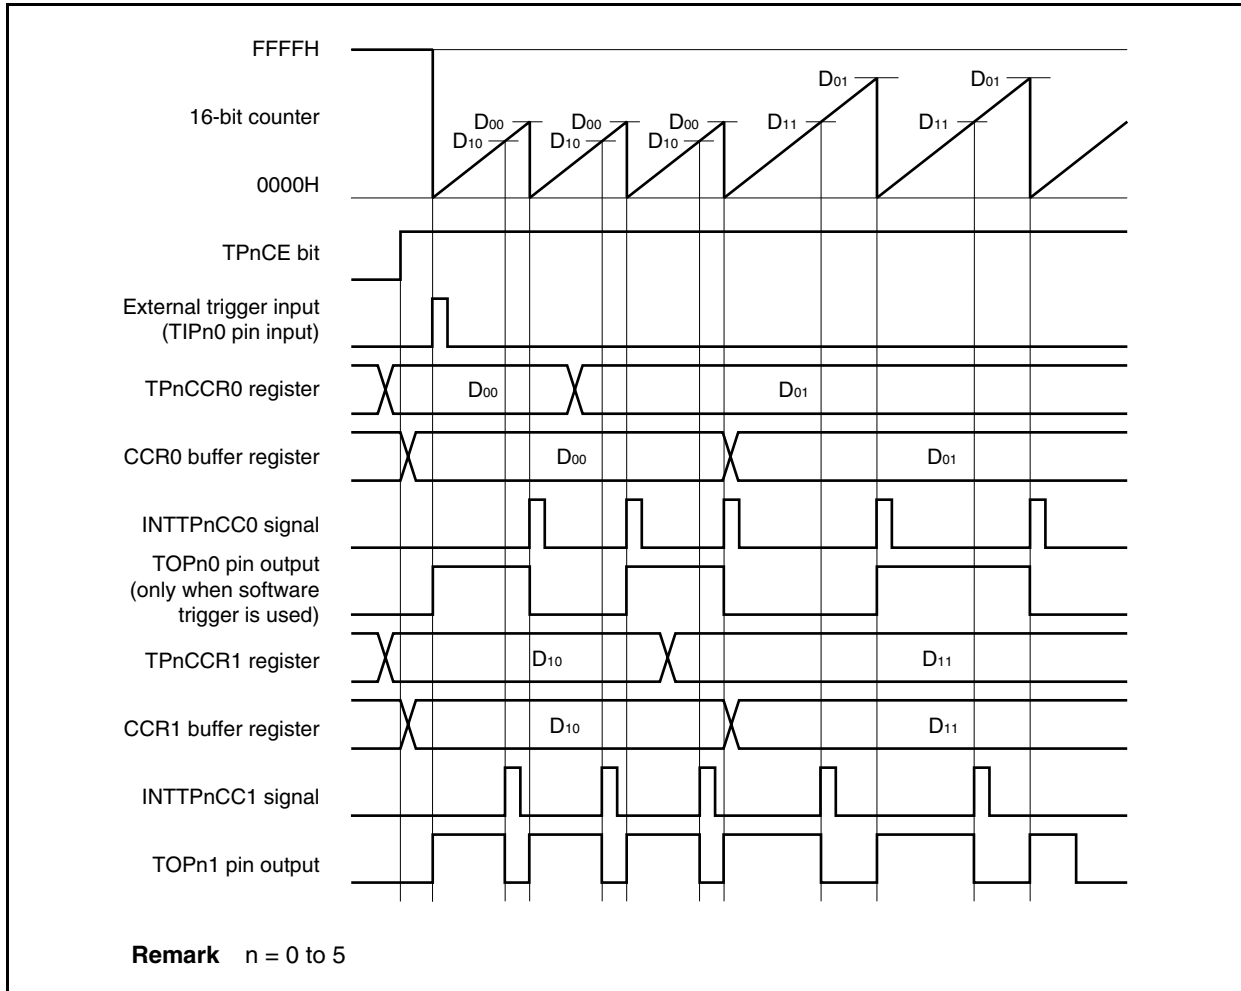 FFFFH
D01 D01
16-bit counter
D00 D00 D00 D11 D11
D10 D10 D10
0000H
TPnCE bit
External trigger input
(TIPn0 pin input)
TPnCCR0 register D00 D01
CCR0 buffer register D00 D01
INTTPnCC0 signal
TOPn0 pin output
(only when software
trigger is used)
TPnCCR1 register D10 D11
CCR1 buffer register D10 D11
INTTPnCC1 signal
TOPn1 pin output
Remark n = 0 to 5